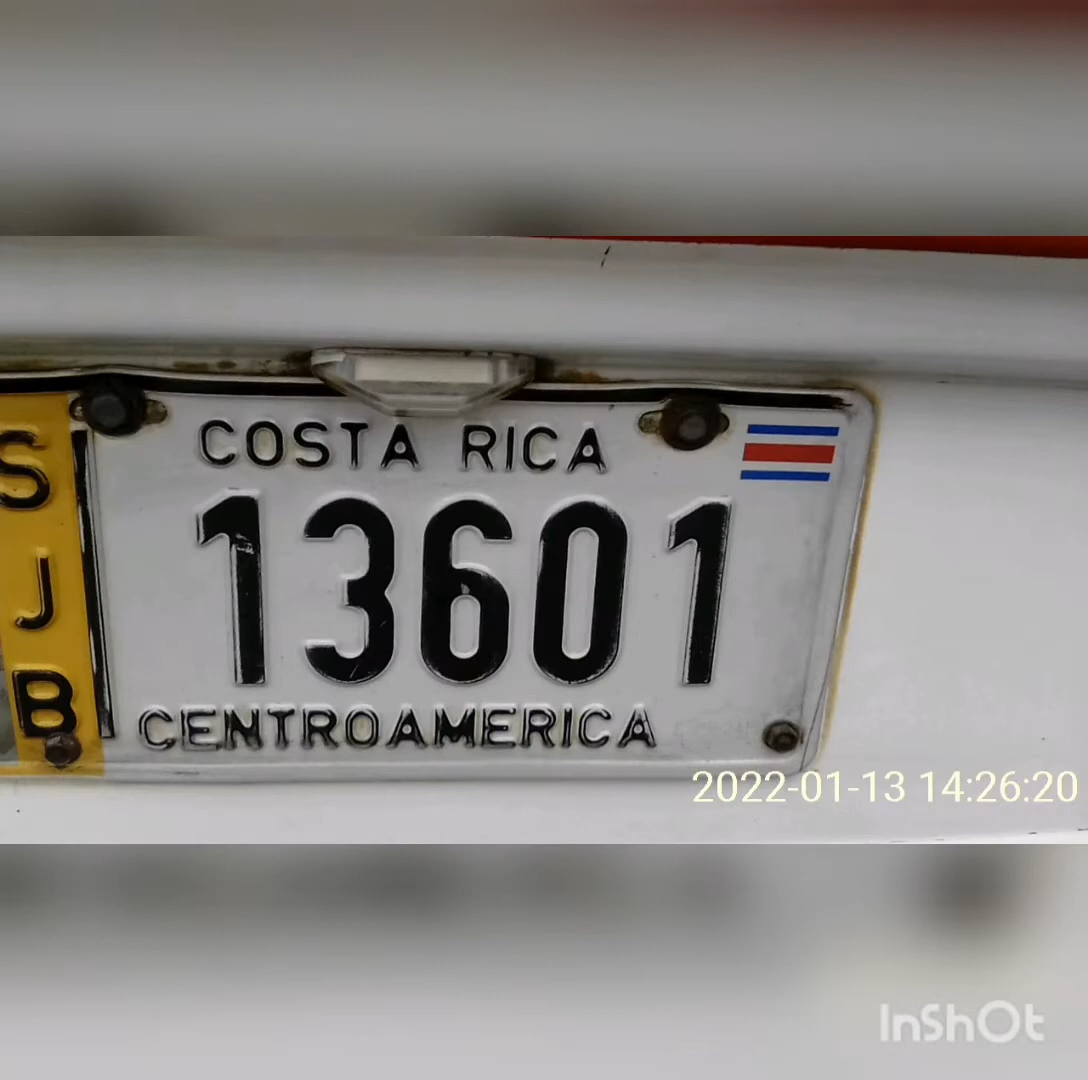 COSTA RICA
S
J
B
13601
CENTROAMERICA
2022-01-13 14:26:20
InShOt